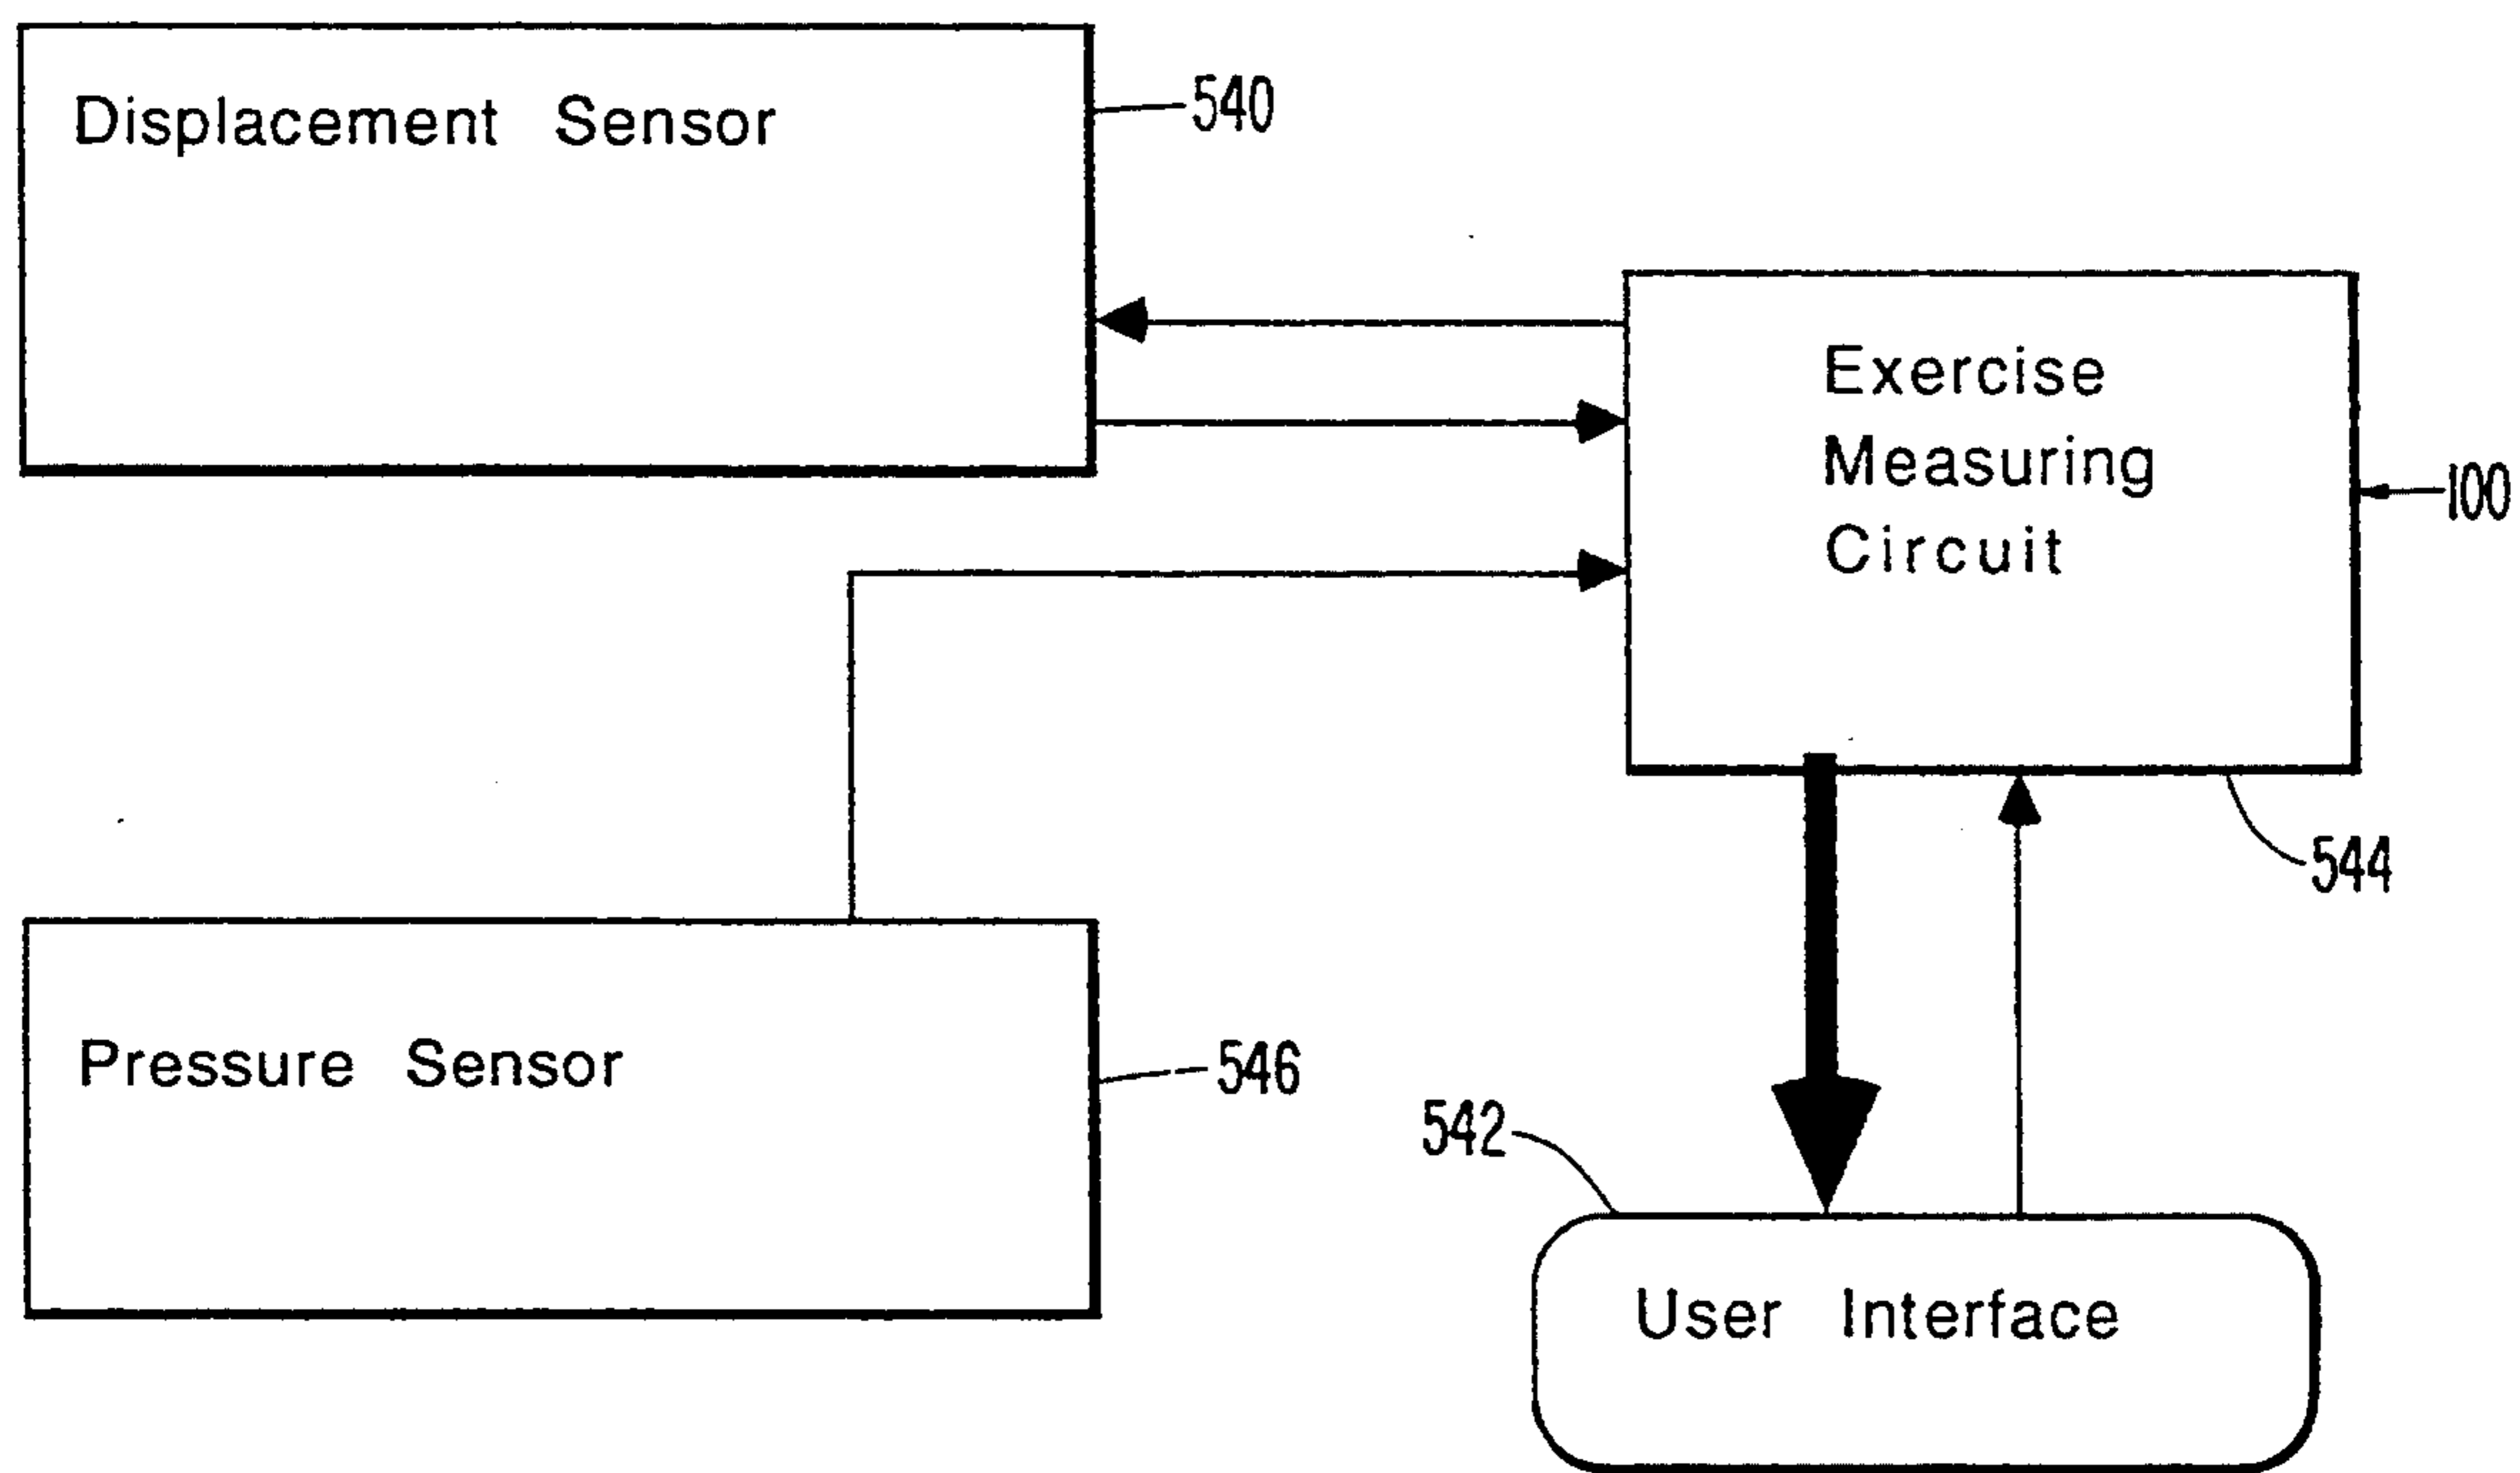 Displacement Sensor
540
Exercise
Measuring
Circuit
100
544
Pressure Sensor
546
542
User Interface